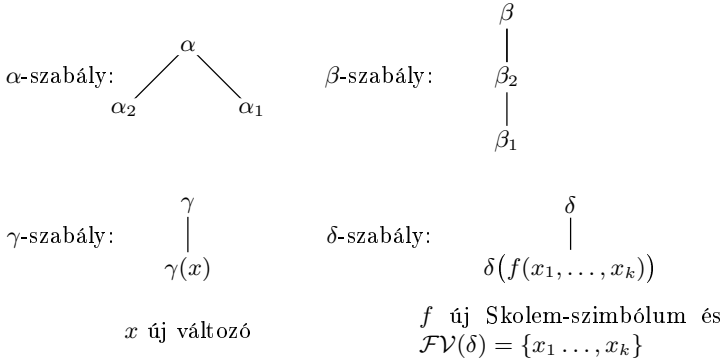 α-szabály: α α₂ α₁
β-szabály: β β₂ β₁
γ-szabály: γ γ(x)
x új változó
δ-szabály: δ δ(f(x₁, . . . , xₖ))
f új Skolem-szimbólum és
ℱ𝒱(δ) = {x₁ . . . , xₖ}